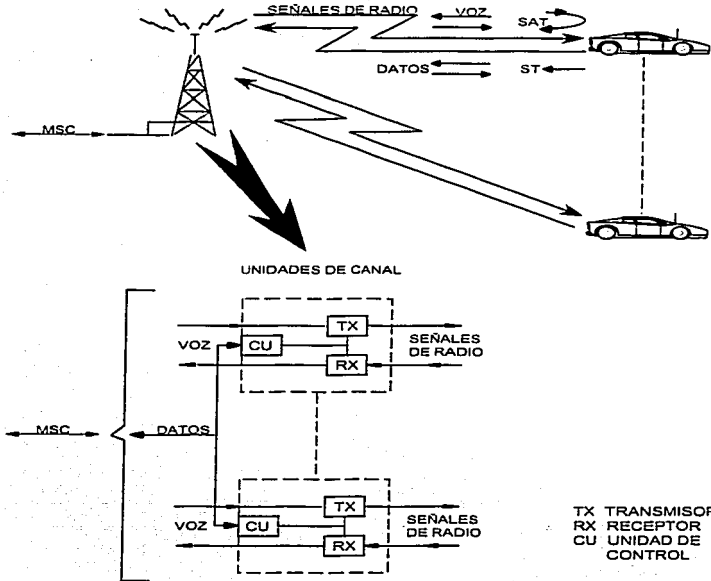 SEÑALES DE RADIO
VOZ
SAT
DATOS
ST
MSC
UNIDADES DE CANAL
TX
VOZ
CU
SEÑALES
DE RADIO
RX
MSC
DATOS
TX
VOZ
CU
SEÑALES
DE RADIO
RX
TX TRANSMISOR
RX RECEPTOR
CU UNIDAD DE
CONTROL